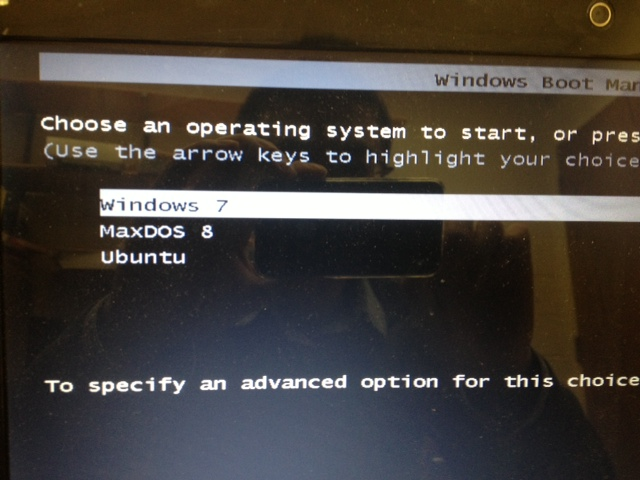 Windows Boot Man
Choose an operating system to start, or pres
(Use the arrow keys to highlight your choice
Windows 7
MaxDOS 8
Ubuntu
To specify an advanced option for this choice